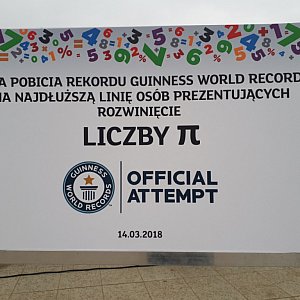 A POBICIA REKORDU GUINNESS WORLD RECORD
NA NAJDŁUŻSZĄ LINIĘ OSÓB PREZENTUJĄCYCH
ROZWINIĘCIE
LICZBY π
GUINNESS
WORLD RECORDS
OFFICIAL
ATTEMPT
14.03.2018